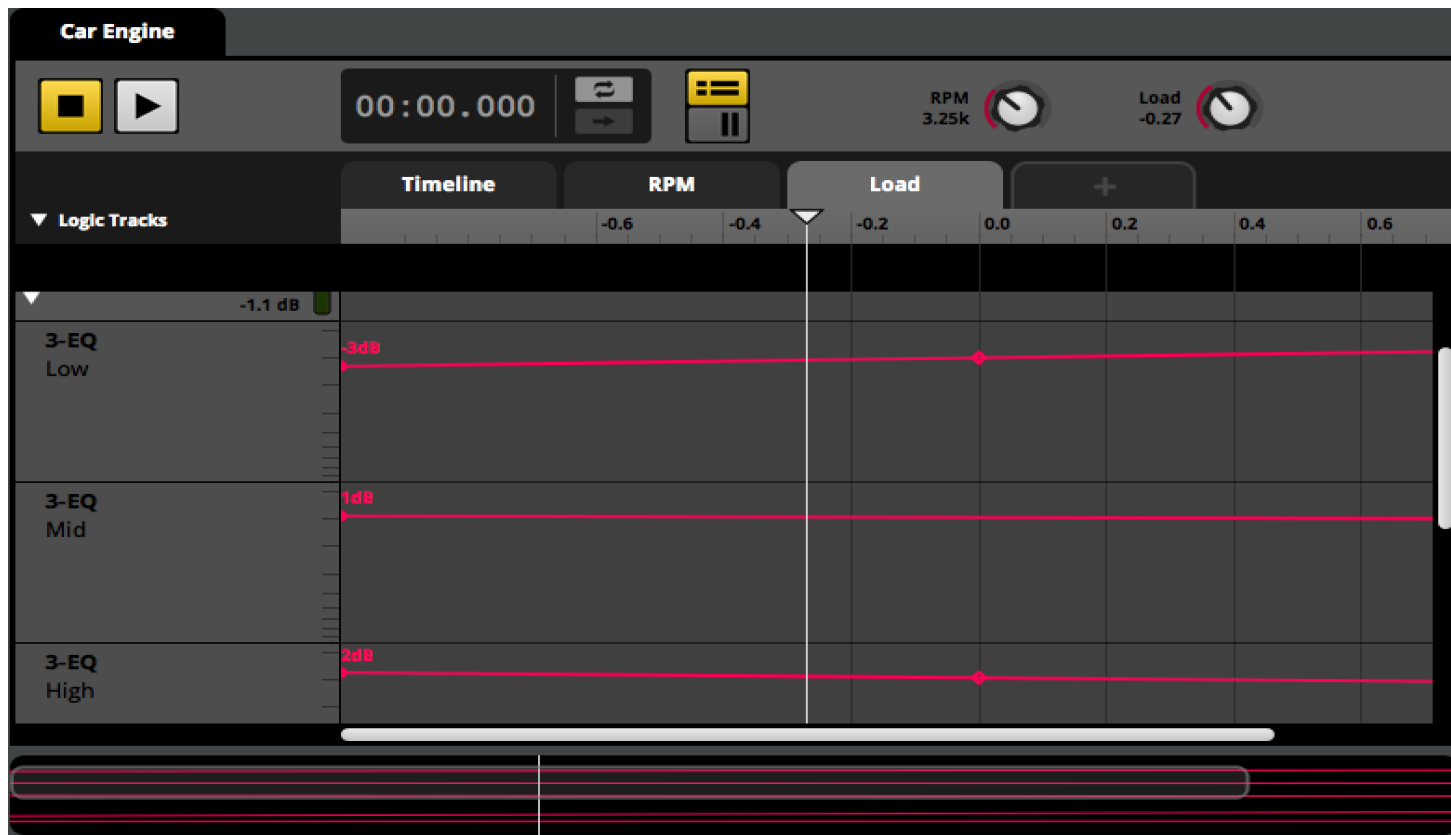 Car Engine
00:00.000
RPM
3.25k
Load
-0.27
Timeline
RPM
Load
+
Logic Tracks
-0.6
-0.4
-0.2
0.0
0.2
0.4
0.6
-1.1 dB
3-EQ
Low
-3dB
3-EQ
Mid
1dB
3-EQ
High
2dB